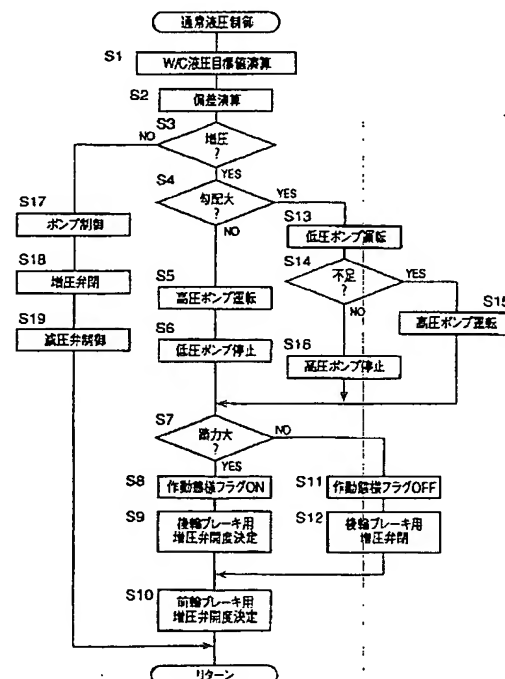 通常液圧制御
S1
W/C液圧目標値演算
S2
偏差演算
S3
増圧
?
NO
YES
S4
勾配大
?
YES
NO
S17
ポンプ制御
S18
増圧弁閉
S19
減圧弁制御
S5
高圧ポンプ運転
S6
低圧ポンプ停止
S13
低圧ポンプ運転
S14
不足
?
YES
NO
S15
高圧ポンプ運転
S16
高圧ポンプ停止
S7
踏力大
?
NO
YES
S8
作動態様フラグON
S9
後輪ブレーキ用
増圧弁開度決定
S11
作動態様フラグOFF
S12
後輪ブレーキ用
増圧弁閉
S10
前輪ブレーキ用
増圧弁開度決定
リターン